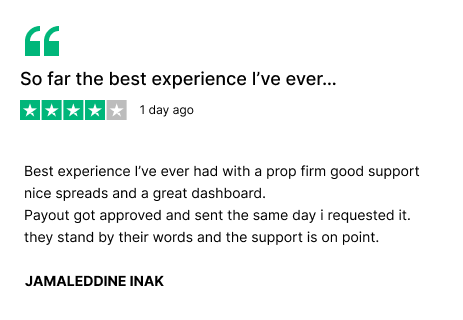 So far the best experience I’ve ever...
1 day ago
Best experience I’ve ever had with a prop firm good support
nice spreads and a great dashboard.
Payout got approved and sent the same day i requested it.
they stand by their words and the support is on point.
JAMALEDDINE INAK